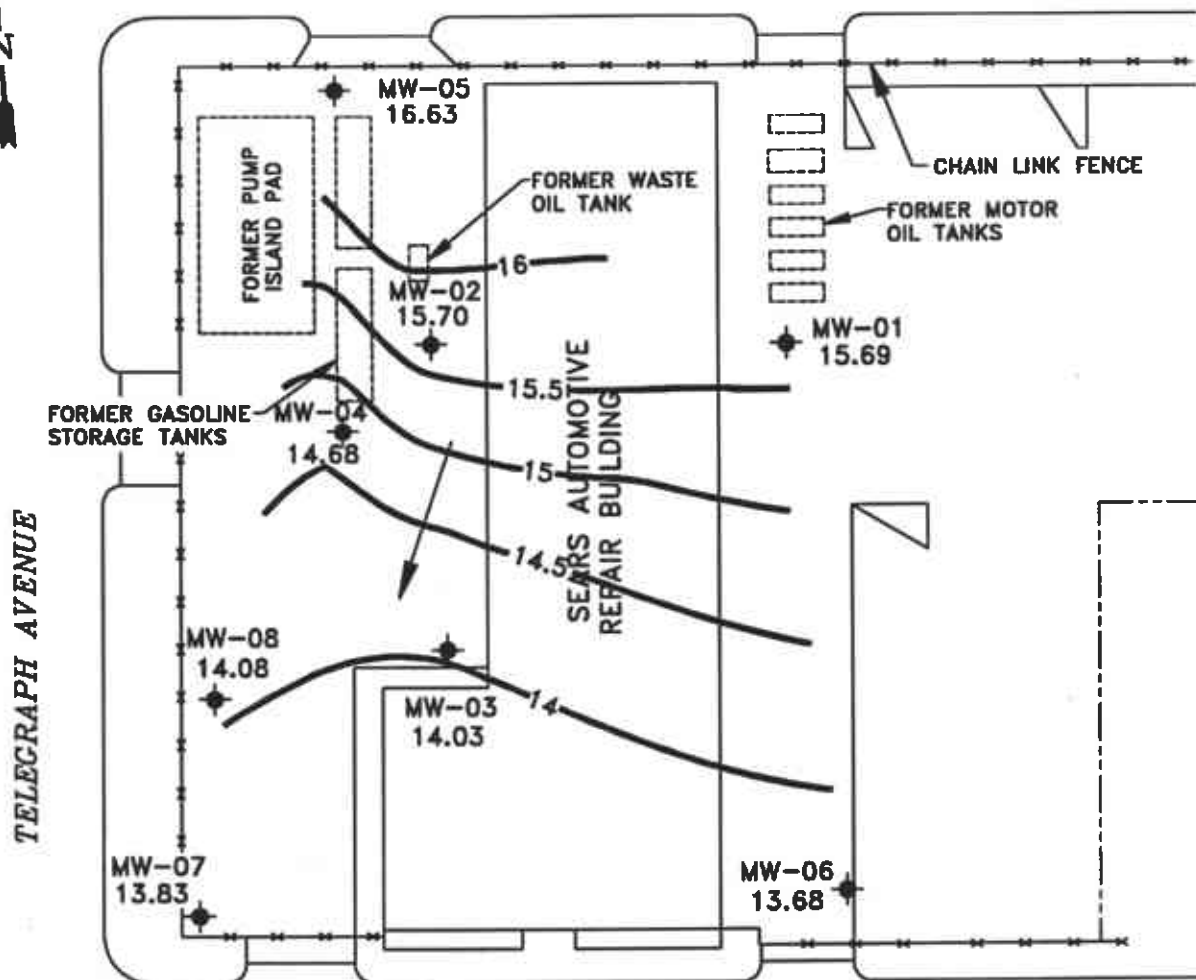 MW-05
16.63
FORMER PUMP
ISLAND PAD
FORMER WASTE
OIL TANK
CHAIN LINK FENCE
FORMER MOTOR
OIL TANKS
16
MW-02
15.70
MW-01
15.69
15.5
FORMER GASOLINE
STORAGE TANKS
MW-04
14.68
15
SEARS AUTOMOTIVE
REPAIR BUILDING
14.5
TELEGRAPH AVENUE
MW-08
14.08
14
MW-03
14.03
MW-07
13.83
MW-06
13.68